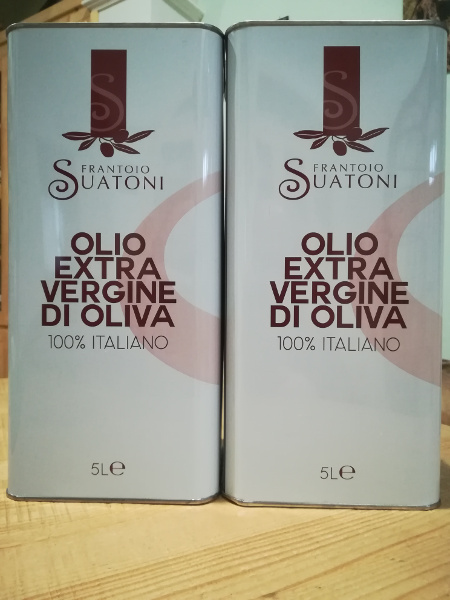 S
FRANTOIO
SUATONI
OLIO
EXTRA
VERGINE
DI OLIVA
100% ITALIANO
5L℮
S
FRANTOIO
SUATONI
OLIO
EXTRA
VERGINE
DI OLIVA
100% ITALIANO
5L℮